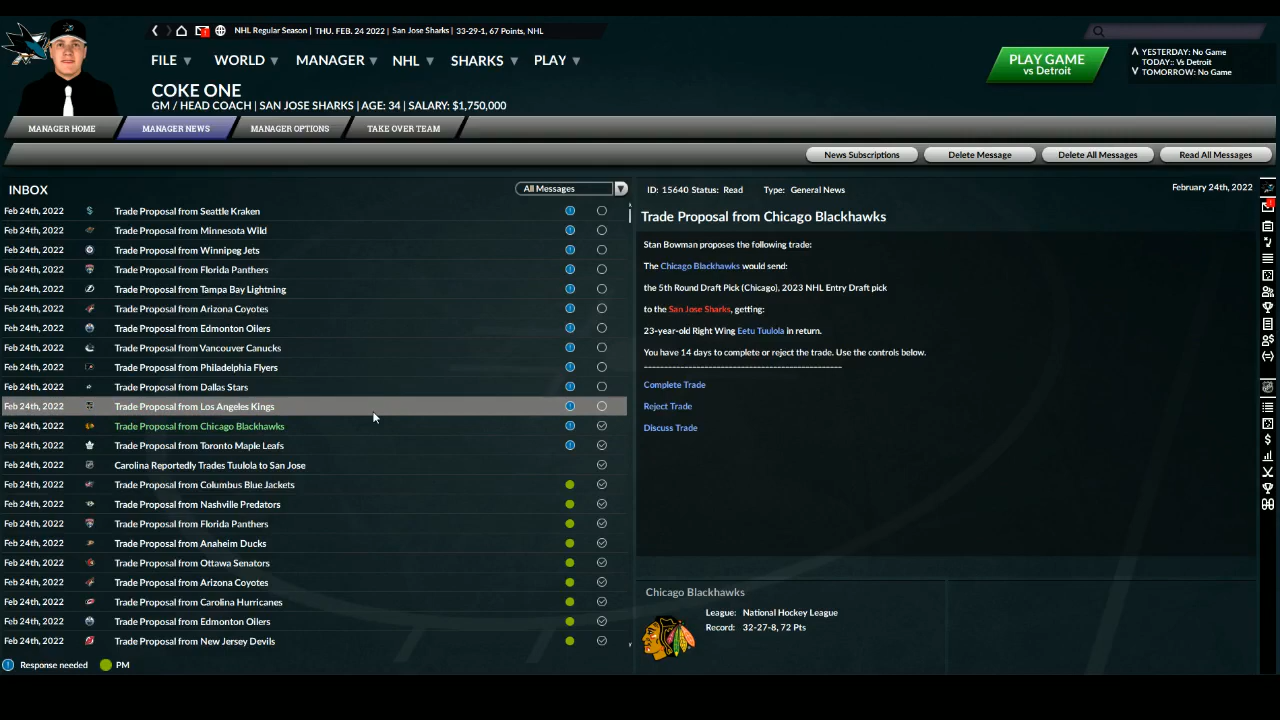 NHL Regular Season | THU. FEB. 24 2022 | San Jose Sharks | 33-29-1, 67 Points, NHL
FILE WORLD MANAGER NHL SHARKS PLAY
PLAY GAME
vs Detroit
YESTERDAY: No Game
TODAY:: Vs Detroit
TOMORROW: No Game
COKE ONE
GM / HEAD COACH | SAN JOSE SHARKS | AGE: 34 | SALARY: $1,750,000
MANAGER HOME MANAGER NEWS MANAGER OPTIONS TAKE OVER TEAM
News Subscriptions Delete Message Delete All Messages Read All Messages
INBOX All Messages
Feb 24th, 2022 Trade Proposal from Seattle Kraken
Feb 24th, 2022 Trade Proposal from Minnesota Wild
Feb 24th, 2022 Trade Proposal from Winnipeg Jets
Feb 24th, 2022 Trade Proposal from Florida Panthers
Feb 24th, 2022 Trade Proposal from Tampa Bay Lightning
Feb 24th, 2022 Trade Proposal from Arizona Coyotes
Feb 24th, 2022 Trade Proposal from Edmonton Oilers
Feb 24th, 2022 Trade Proposal from Vancouver Canucks
Feb 24th, 2022 Trade Proposal from Philadelphia Flyers
Feb 24th, 2022 Trade Proposal from Dallas Stars
Feb 24th, 2022 Trade Proposal from Los Angeles Kings
Feb 24th, 2022 Trade Proposal from Chicago Blackhawks
Feb 24th, 2022 Trade Proposal from Toronto Maple Leafs
Feb 24th, 2022 Carolina Reportedly Trades Tuulola to San Jose
Feb 24th, 2022 Trade Proposal from Columbus Blue Jackets
Feb 24th, 2022 Trade Proposal from Nashville Predators
Feb 24th, 2022 Trade Proposal from Florida Panthers
Feb 24th, 2022 Trade Proposal from Anaheim Ducks
Feb 24th, 2022 Trade Proposal from Ottawa Senators
Feb 24th, 2022 Trade Proposal from Arizona Coyotes
Feb 24th, 2022 Trade Proposal from Carolina Hurricanes
Feb 24th, 2022 Trade Proposal from Edmonton Oilers
Feb 24th, 2022 Trade Proposal from New Jersey Devils
Response needed PM
ID: 15640 Status: Read Type: General News February 24th, 2022
Trade Proposal from Chicago Blackhawks
Stan Bowman proposes the following trade:
The Chicago Blackhawks would send:
the 5th Round Draft Pick (Chicago), 2023 NHL Entry Draft pick
to the San Jose Sharks, getting:
23-year-old Right Wing Eetu Tuulola in return.
You have 14 days to complete or reject the trade. Use the controls below.
Complete Trade
Reject Trade
Discuss Trade
Chicago Blackhawks
League: National Hockey League
Record: 32-27-8, 72 Pts